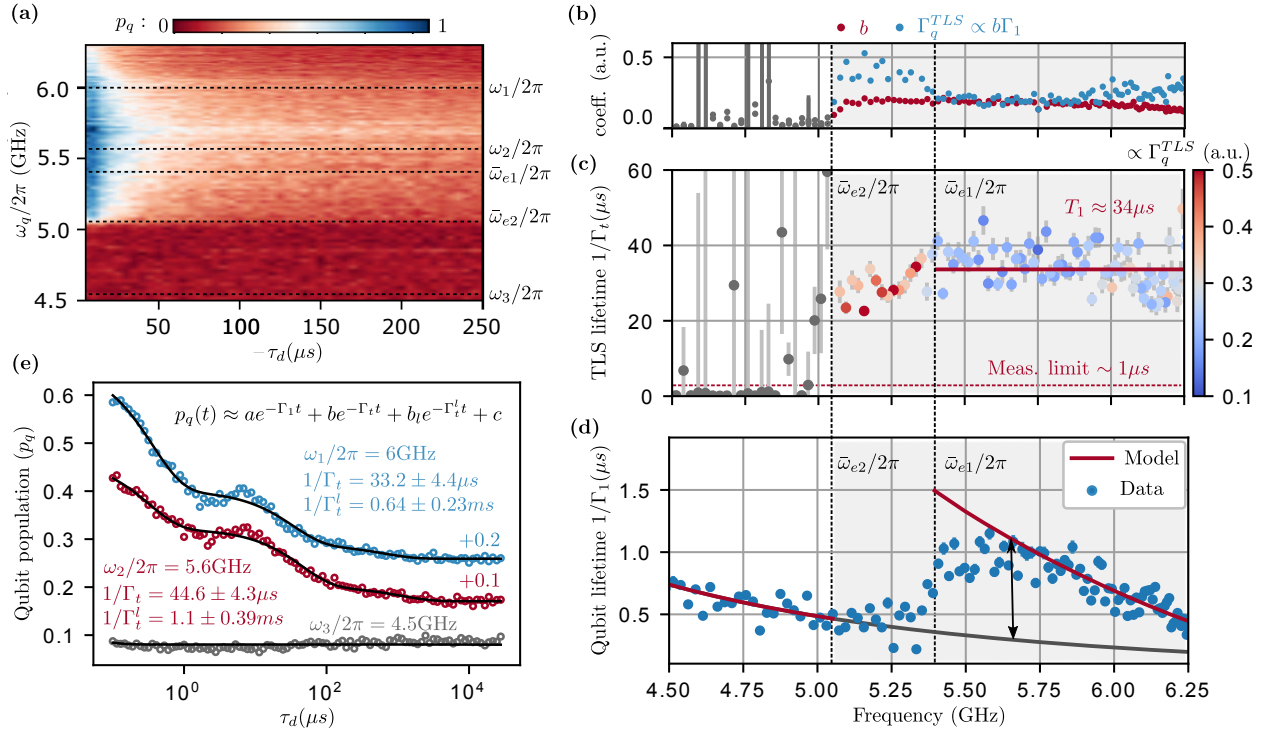 (a)
p_q : 0 1
ω_q/2π (GHz)
6.0
5.5
5.0
4.5
ω_1/2π
ω_2/2π
ω̄_{e1}/2π
ω̄_{e2}/2π
ω_3/2π
50 100 150 200 250
−τ_d(μs)
(b)
b Γ_q^{TLS} ∝ bΓ_1
coeff. (a.u.)
0.5
0.0
(c)
∝ Γ_q^{TLS} (a.u.)
TLS lifetime 1/Γ_t(μs)
60
40
20
0
ω̄_{e2}/2π
ω̄_{e1}/2π
T_1 ≈ 34μs
Meas. limit ∼ 1μs
0.5
0.4
0.3
0.2
0.1
(d)
Qubit lifetime 1/Γ_1(μs)
1.5
1.0
0.5
ω̄_{e2}/2π
ω̄_{e1}/2π
Model
Data
4.50 4.75 5.00 5.25 5.50 5.75 6.00 6.25
Frequency (GHz)
(e)
Qubit population (p_q)
0.6
0.5
0.4
0.3
0.2
0.1
p_q(t) ≈ ae^{−Γ_1 t} + be^{−Γ_t t} + b_l e^{−Γ_t^l t} + c
ω_1/2π = 6GHz
1/Γ_t = 33.2 ± 4.4μs
1/Γ_t^l = 0.64 ± 0.23ms
+0.2
ω_2/2π = 5.6GHz
1/Γ_t = 44.6 ± 4.3μs
1/Γ_t^l = 1.1 ± 0.39ms
+0.1
ω_3/2π = 4.5GHz
10^0 10^2 10^4
τ_d(μs)